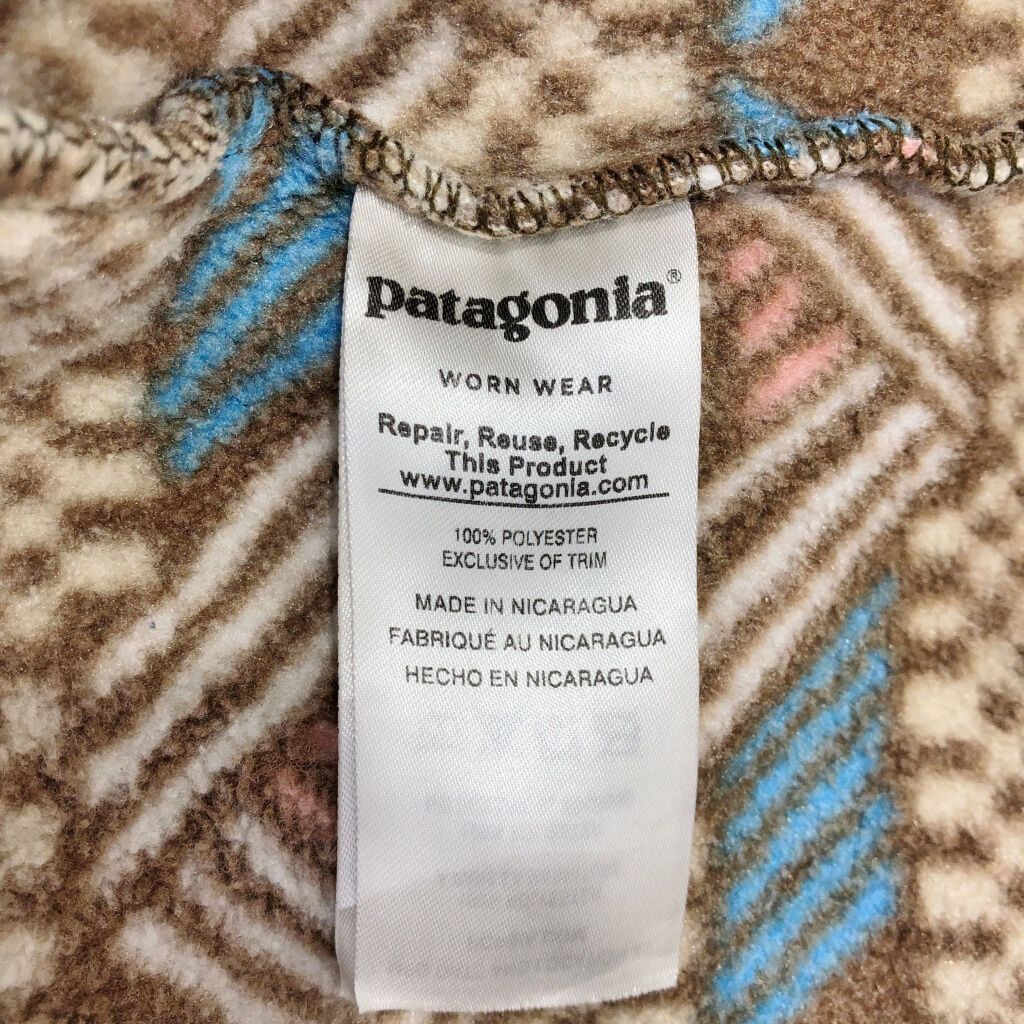 patagonia®
WORN WEAR
Repair, Reuse, Recycle
This Product
www.patagonia.com
100% POLYESTER
EXCLUSIVE OF TRIM
MADE IN NICARAGUA
FABRIQUÉ AU NICARAGUA
HECHO EN NICARAGUA